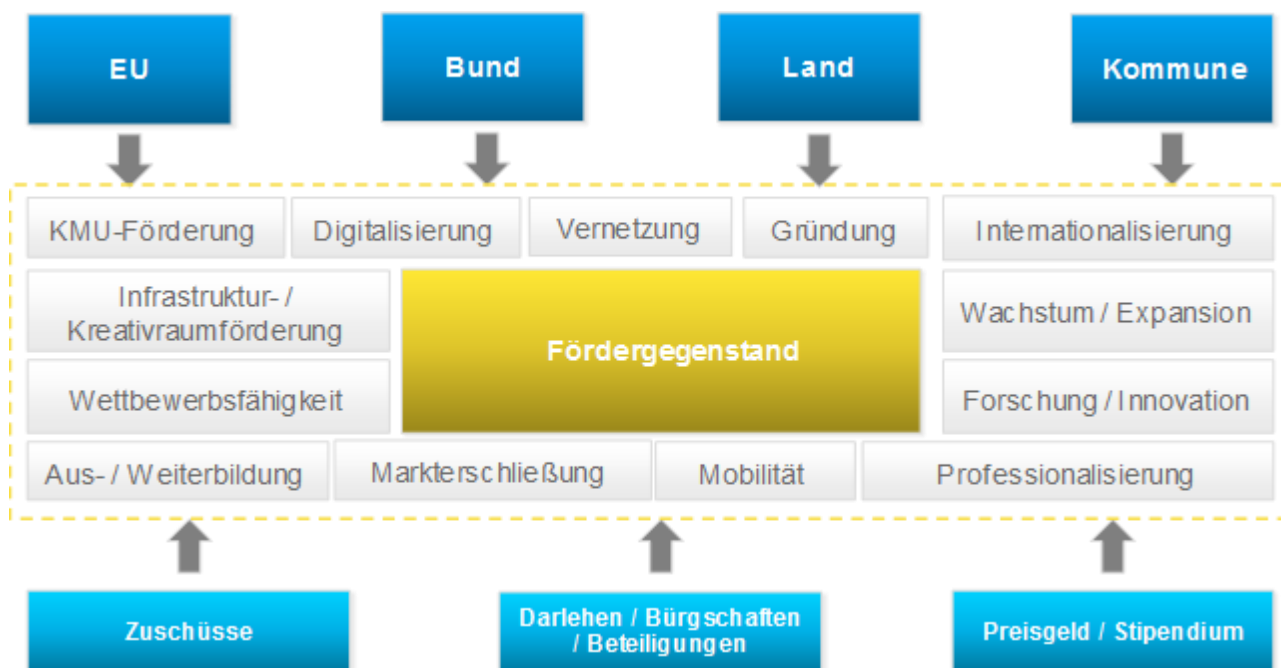 EU
Bund
Land
Kommune
KMU-Förderung
Digitalisierung
Vernetzung
Gründung
Internationalisierung
Infrastruktur- /
Kreativraumförderung
Fördergegenstand
Wachstum / Expansion
Wettbewerbsfähigkeit
Forschung / Innovation
Aus- / Weiterbildung
Markterschließung
Mobilität
Professionalisierung
Zuschüsse
Darlehen / Bürgschaften
/ Beteiligungen
Preisgeld / Stipendium